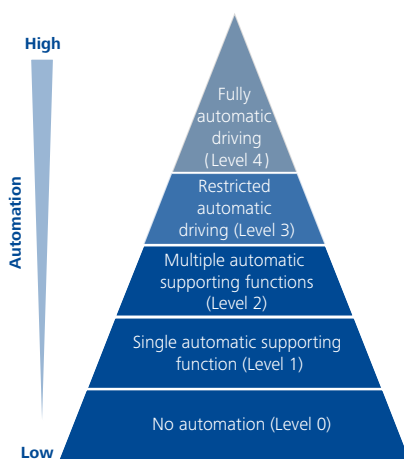 High
Automation
Low
Fully
automatic
driving
(Level 4)
Restricted
automatic
driving (Level 3)
Multiple automatic
supporting functions
(Level 2)
Single automatic supporting
function (Level 1)
No automation (Level 0)